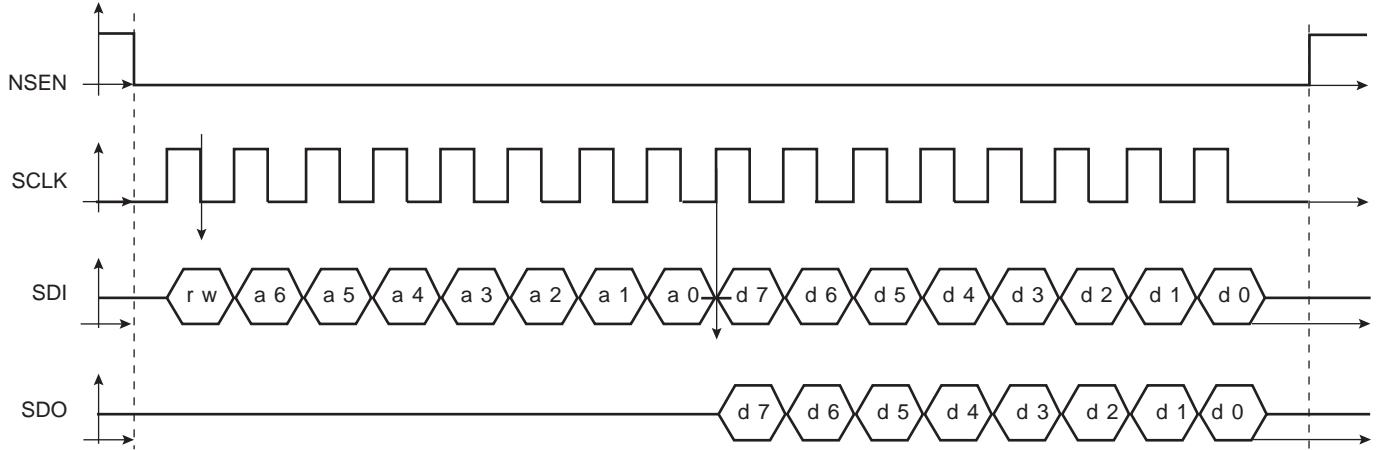 NSEN
SCLK
SDI r w a 6 a 5 a 4 a 3 a 2 a 1 a 0 d 7 d 6 d 5 d 4 d 3 d 2 d 1 d 0
SDO d 7 d 6 d 5 d 4 d 3 d 2 d 1 d 0